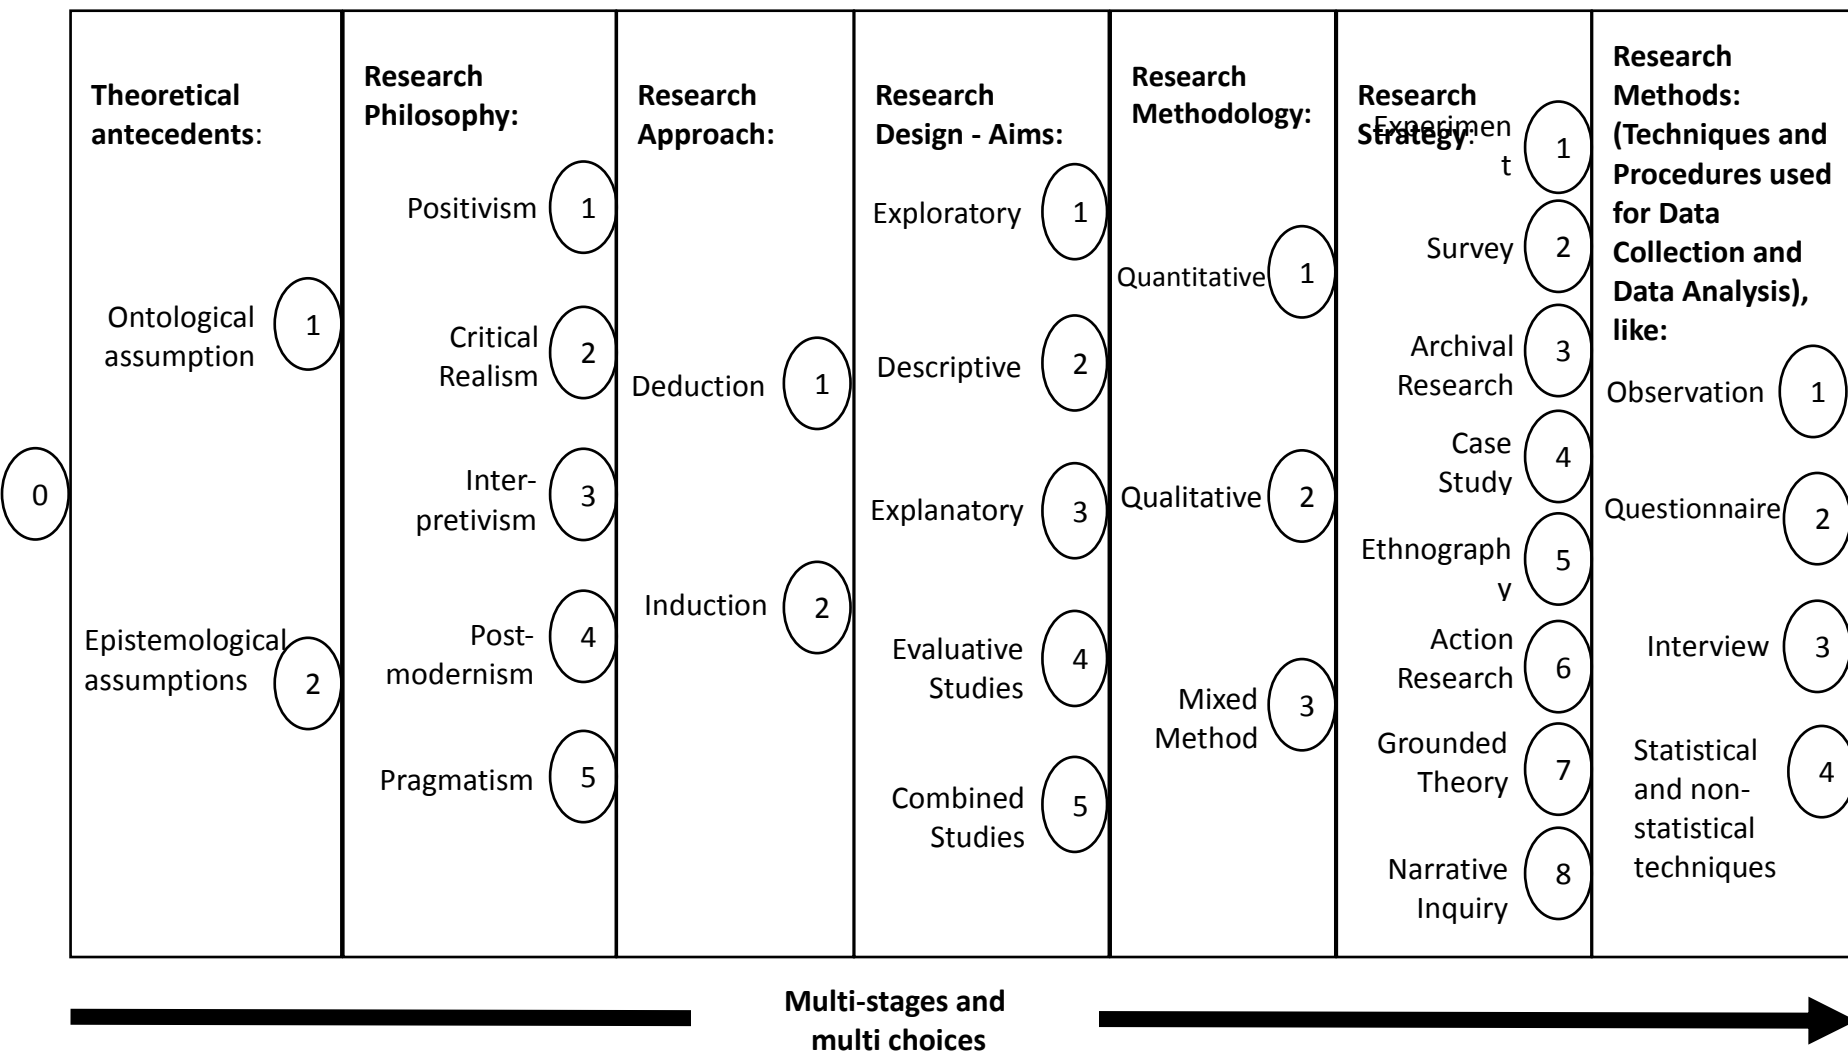 0
Theoretical
antecedents:
Ontological
assumption
1
Epistemological
assumptions
2
Research
Philosophy:
Positivism
1
Critical
Realism
2
Inter-
pretivism
3
Post-
modernism
4
Pragmatism
5
Research
Approach:
Deduction
1
Induction
2
Research
Design - Aims:
Exploratory
1
Descriptive
2
Explanatory
3
Evaluative
Studies
4
Combined
Studies
5
Research
Methodology:
Quantitative
1
Qualitative
2
Mixed
Method
3
Research
Strategy:
Experimen
t
1
Survey
2
Archival
Research
3
Case
Study
4
Ethnograph
y
5
Action
Research
6
Grounded
Theory
7
Narrative
Inquiry
8
Research
Methods:
(Techniques and
Procedures used
for Data
Collection and
Data Analysis),
like:
Observation
1
Questionnaire
2
Interview
3
Statistical
and non-
statistical
techniques
4
Multi-stages and
multi choices